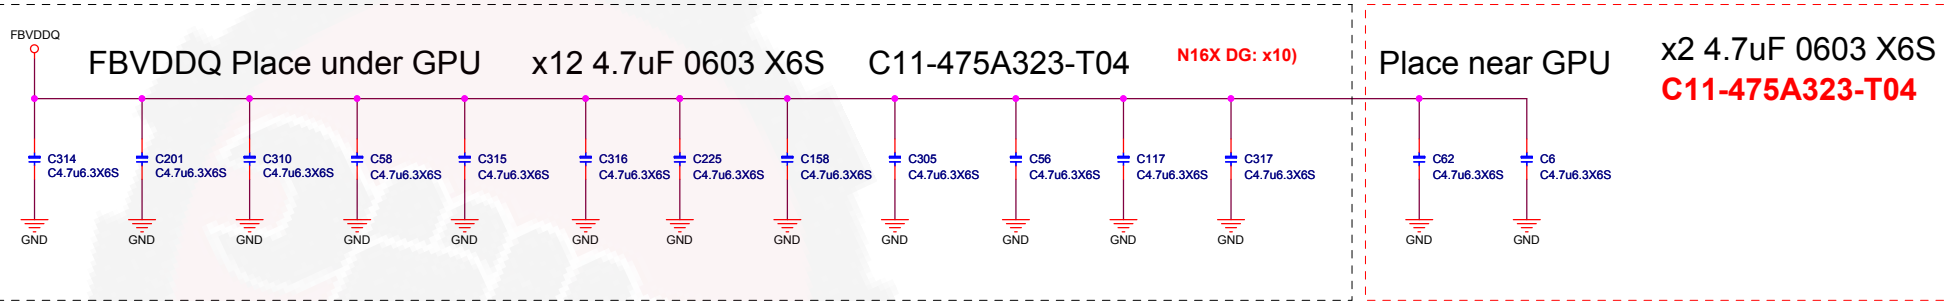 FBVDDQ
FBVDDQ Place under GPU x12 4.7uF 0603 X6S C11-475A323-T04 N16X DG: x10)
Place near GPU x2 4.7uF 0603 X6S
C11-475A323-T04
C314
C4.7u6.3X6S
GND
C201
C4.7u6.3X6S
GND
C310
C4.7u6.3X6S
GND
C58
C4.7u6.3X6S
GND
C315
C4.7u6.3X6S
GND
C316
C4.7u6.3X6S
GND
C225
C4.7u6.3X6S
GND
C158
C4.7u6.3X6S
GND
C305
C4.7u6.3X6S
GND
C56
C4.7u6.3X6S
GND
C117
C4.7u6.3X6S
GND
C317
C4.7u6.3X6S
GND
C62
C4.7u6.3X6S
GND
C6
C4.7u6.3X6S
GND